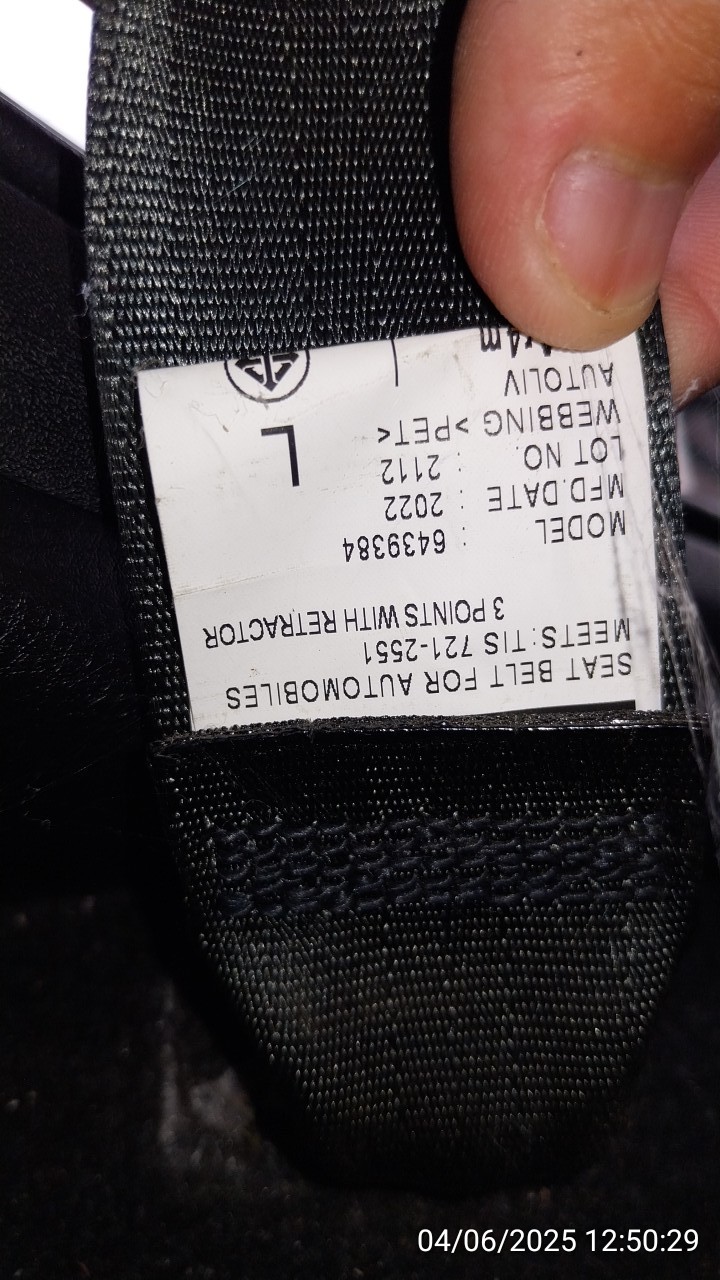 SEAT BELT FOR AUTOMOBILES
MEETS:TIS 721-2551
3 POINTS WITH RETRACTOR
MODEL : 6439384
MFD.DATE : 2022
LOT NO. : 2112
WEBBING >PET<
AUTOLIV
L
04/06/2025 12:50:29